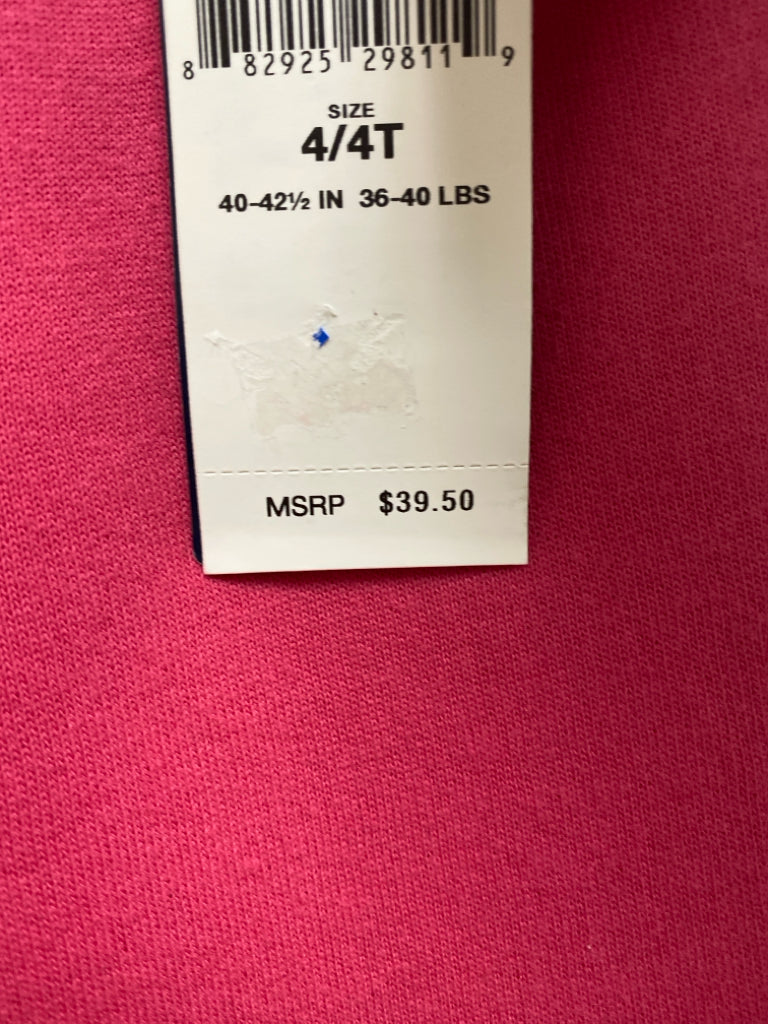 8 82925 29811 9
SIZE
4/4T
40-42½ IN 36-40 LBS
MSRP $39.50